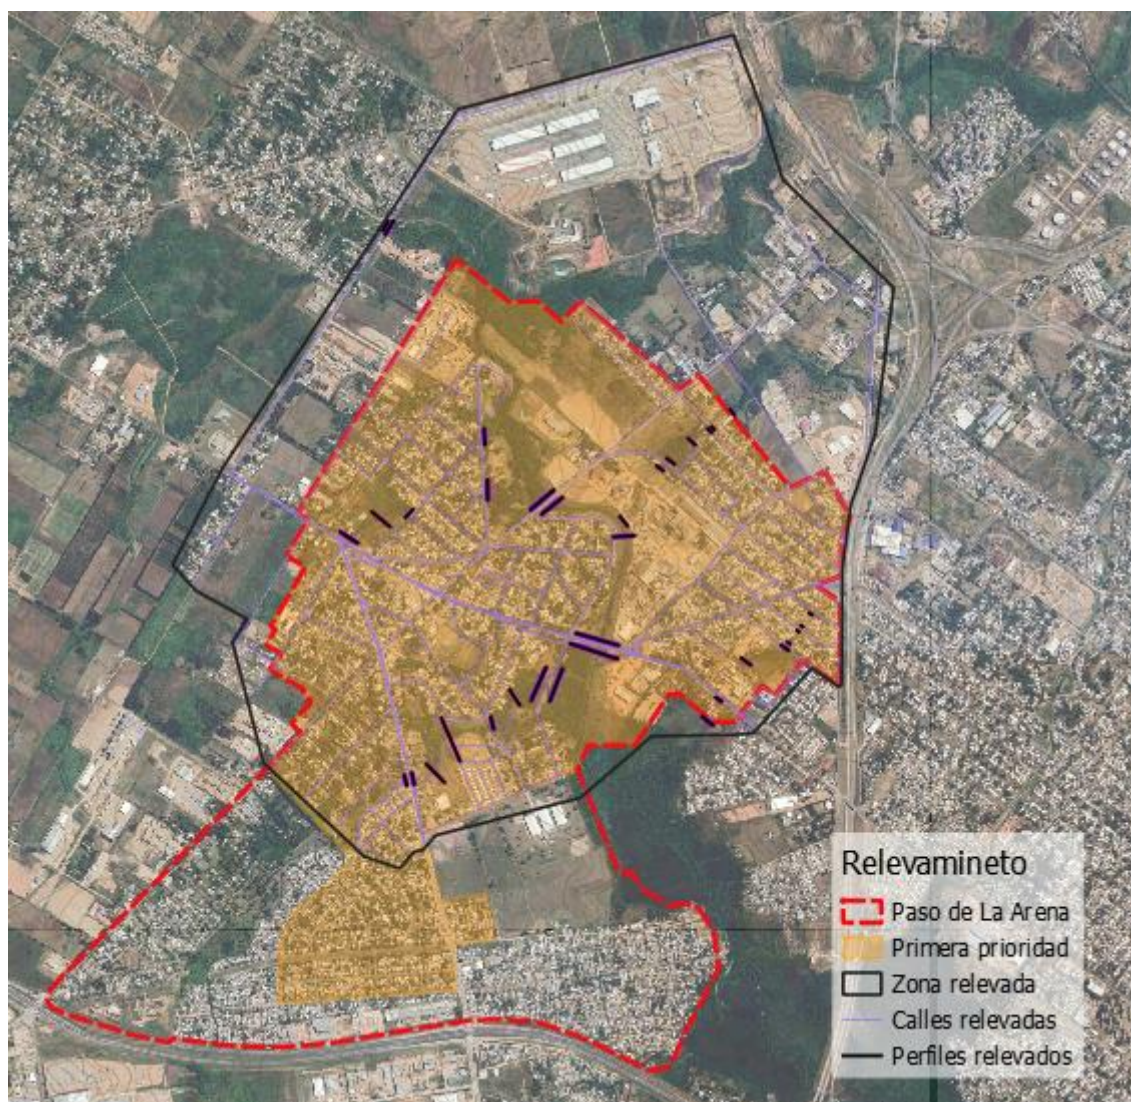 Relevamineto
Paso de La Arena
Primera prioridad
Zona relevada
Calles relevadas
Perfiles relevados